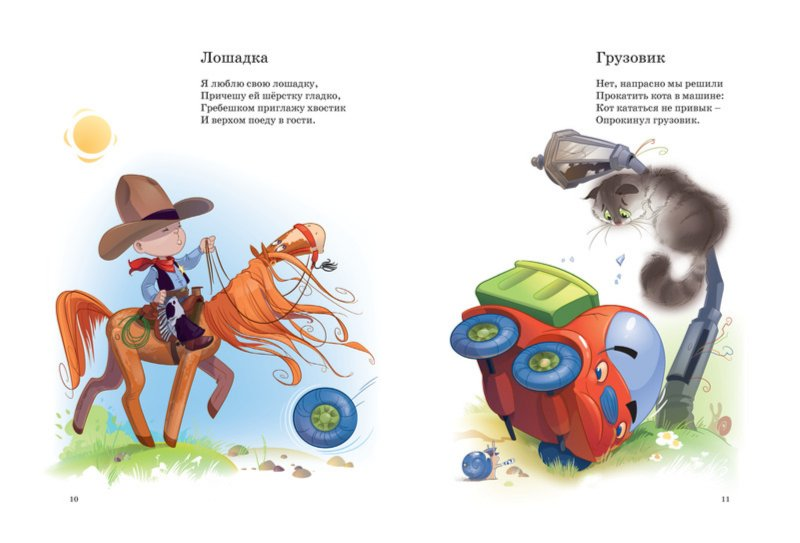 Лошадка
Я люблю свою лошадку,
Причешу ей шёрстку гладко,
Гребешком приглажу хвостик
И верхом поеду в гости.
10
Грузовик
Нет, напрасно мы решили
Прокатить кота в машине:
Кот кататься не привык –
Опрокинул грузовик.
11